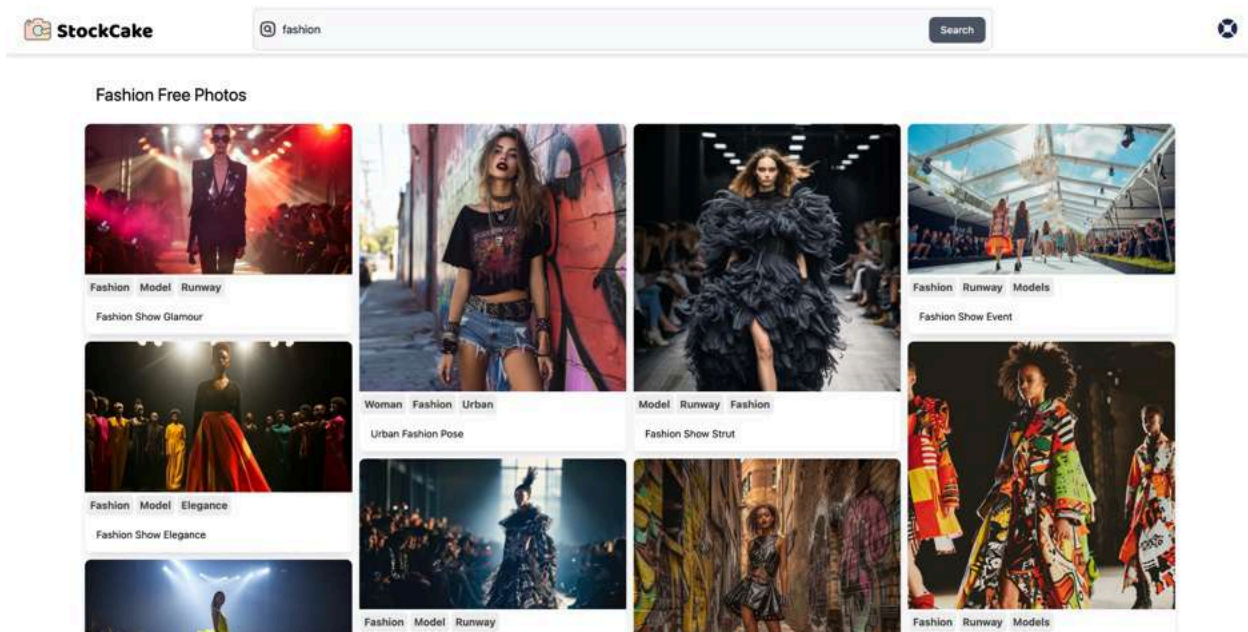 StockCake
fashion
Search
Fashion Free Photos
Fashion Model Runway
Fashion Show Glamour
Woman Fashion Urban
Urban Fashion Pose
Model Runway Fashion
Fashion Show Strut
Fashion Runway Models
Fashion Show Event
Fashion Model Elegance
Fashion Show Elegance
Fashion Model Runway
Fashion Runway Models